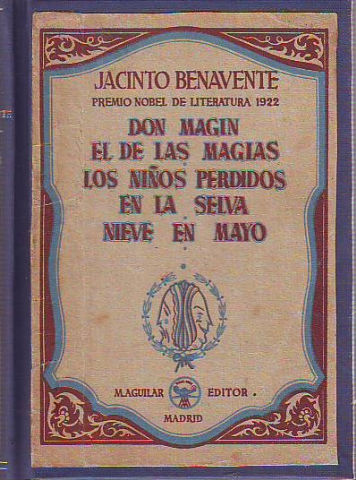 JACINTO BENAVENTE
PREMIO NOBEL DE LITERATURA 1922
DON MAGIN
EL DE LAS MAGIAS
LOS NIÑOS PERDIDOS
EN LA SELVA
NIEVE EN MAYO
M. AGUILAR EDITOR.
MADRID